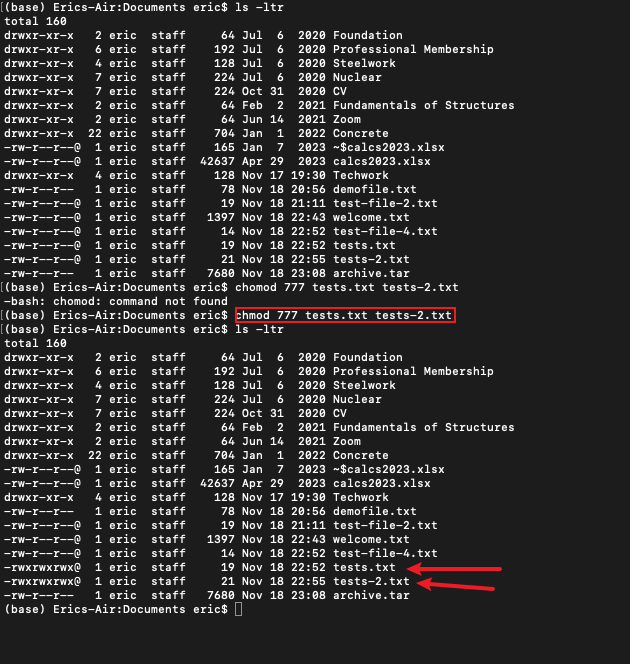 (base) Erics-Air:Documents eric$ ls -ltr
total 160
drwxr-xr-x   2 eric  staff     64 Jul  6  2020 Foundation
drwxr-xr-x   6 eric  staff    192 Jul  6  2020 Professional Membership
drwxr-xr-x   4 eric  staff    128 Jul  6  2020 Steelwork
drwxr-xr-x   7 eric  staff    224 Jul  6  2020 Nuclear
drwxr-xr-x   7 eric  staff    224 Oct 31  2020 CV
drwxr-xr-x   2 eric  staff     64 Feb  2  2021 Fundamentals of Structures
drwxr-xr-x   2 eric  staff     64 Jun 14  2021 Zoom
drwxr-xr-x  22 eric  staff    704 Jan  1  2022 Concrete
-rw-r--r--@  1 eric  staff    165 Jan  7  2023 ~$calcs2023.xlsx
-rw-r--r--@  1 eric  staff  42637 Apr 29  2023 calcs2023.xlsx
drwxr-xr-x   4 eric  staff    128 Nov 17 19:30 Techwork
-rw-r--r--   1 eric  staff     78 Nov 18 20:56 demofile.txt
-rw-r--r--@  1 eric  staff     19 Nov 18 21:11 test-file-2.txt
-rw-r--r--@  1 eric  staff   1397 Nov 18 22:43 welcome.txt
-rw-r--r--@  1 eric  staff     14 Nov 18 22:52 test-file-4.txt
-rw-r--r--@  1 eric  staff     19 Nov 18 22:52 tests.txt
-rw-r--r--@  1 eric  staff     21 Nov 18 22:55 tests-2.txt
-rw-r--r--   1 eric  staff   7680 Nov 18 23:08 archive.tar
(base) Erics-Air:Documents eric$ chomod 777 tests.txt tests-2.txt
-bash: chomod: command not found
(base) Erics-Air:Documents eric$ chmod 777 tests.txt tests-2.txt
(base) Erics-Air:Documents eric$ ls -ltr
total 160
drwxr-xr-x   2 eric  staff     64 Jul  6  2020 Foundation
drwxr-xr-x   6 eric  staff    192 Jul  6  2020 Professional Membership
drwxr-xr-x   4 eric  staff    128 Jul  6  2020 Steelwork
drwxr-xr-x   7 eric  staff    224 Jul  6  2020 Nuclear
drwxr-xr-x   7 eric  staff    224 Oct 31  2020 CV
drwxr-xr-x   2 eric  staff     64 Feb  2  2021 Fundamentals of Structures
drwxr-xr-x   2 eric  staff     64 Jun 14  2021 Zoom
drwxr-xr-x  22 eric  staff    704 Jan  1  2022 Concrete
-rw-r--r--@  1 eric  staff    165 Jan  7  2023 ~$calcs2023.xlsx
-rw-r--r--@  1 eric  staff  42637 Apr 29  2023 calcs2023.xlsx
drwxr-xr-x   4 eric  staff    128 Nov 17 19:30 Techwork
-rw-r--r--   1 eric  staff     78 Nov 18 20:56 demofile.txt
-rw-r--r--@  1 eric  staff     19 Nov 18 21:11 test-file-2.txt
-rw-r--r--@  1 eric  staff   1397 Nov 18 22:43 welcome.txt
-rw-r--r--@  1 eric  staff     14 Nov 18 22:52 test-file-4.txt
-rwxrwxrwx@  1 eric  staff     19 Nov 18 22:52 tests.txt
-rwxrwxrwx@  1 eric  staff     21 Nov 18 22:55 tests-2.txt
-rw-r--r--   1 eric  staff   7680 Nov 18 23:08 archive.tar
(base) Erics-Air:Documents eric$